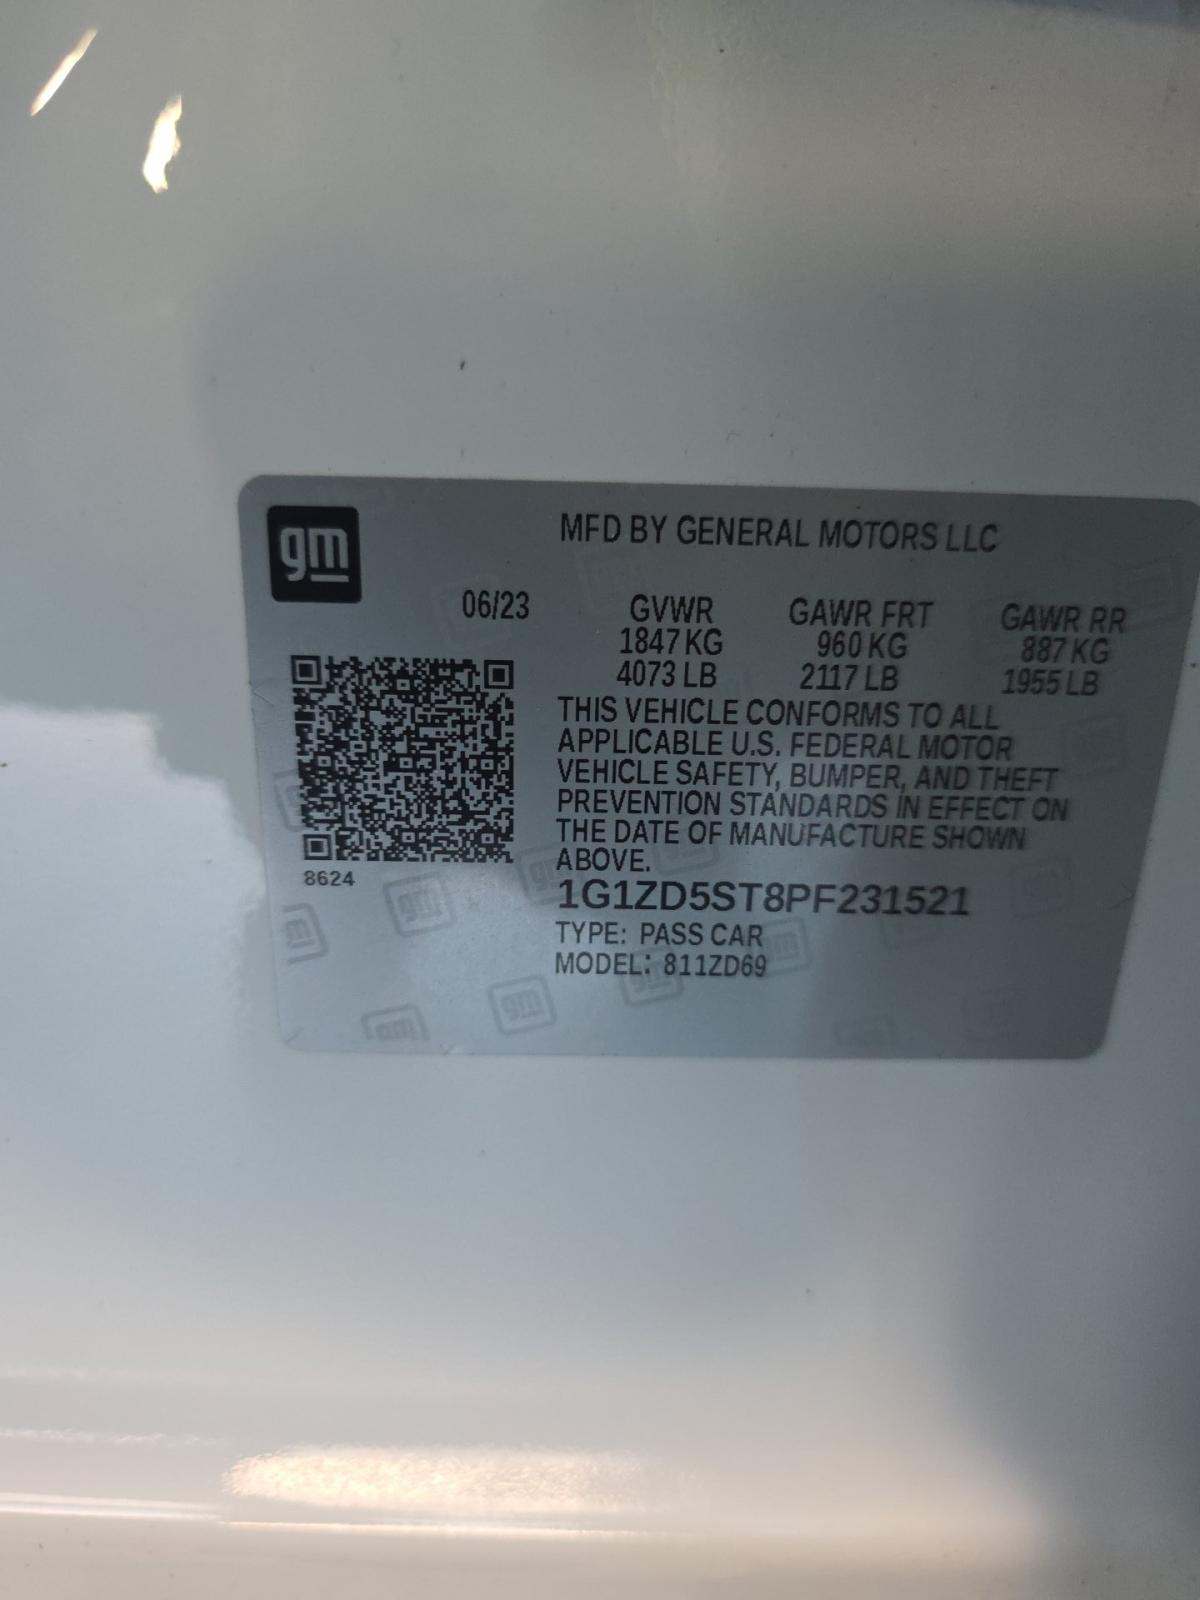 gm
MFD BY GENERAL MOTORS LLC
06/23 GVWR GAWR FRT GAWR RR
1847 KG 960 KG 887 KG
4073 LB 2117 LB 1955 LB
THIS VEHICLE CONFORMS TO ALL
APPLICABLE U.S. FEDERAL MOTOR
VEHICLE SAFETY, BUMPER, AND THEFT
PREVENTION STANDARDS IN EFFECT ON
THE DATE OF MANUFACTURE SHOWN
ABOVE.
8624
1G1ZD5ST8PF231521
TYPE: PASS CAR
MODEL: 811ZD69